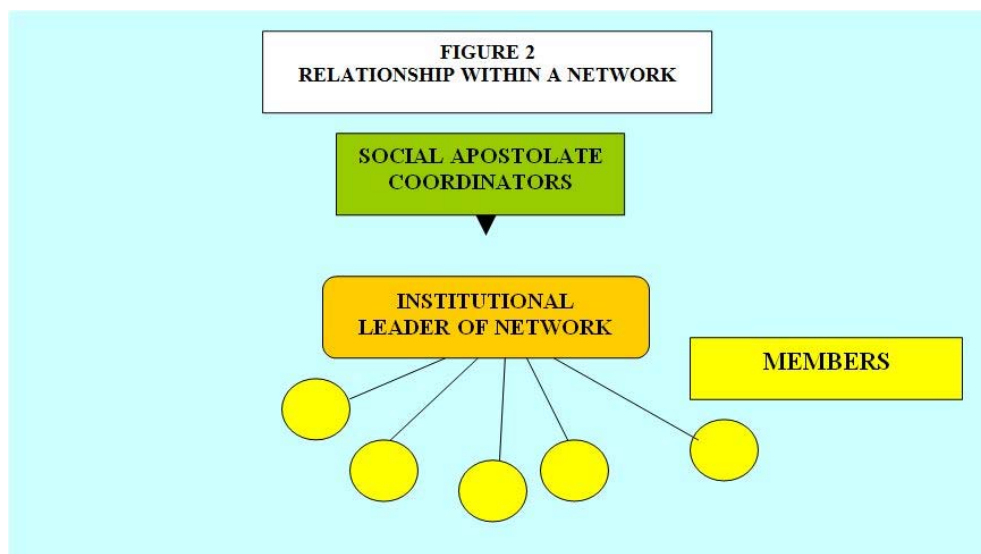 FIGURE 2
RELATIONSHIP WITHIN A NETWORK
SOCIAL APOSTOLATE
COORDINATORS
INSTITUTIONAL
LEADER OF NETWORK
MEMBERS